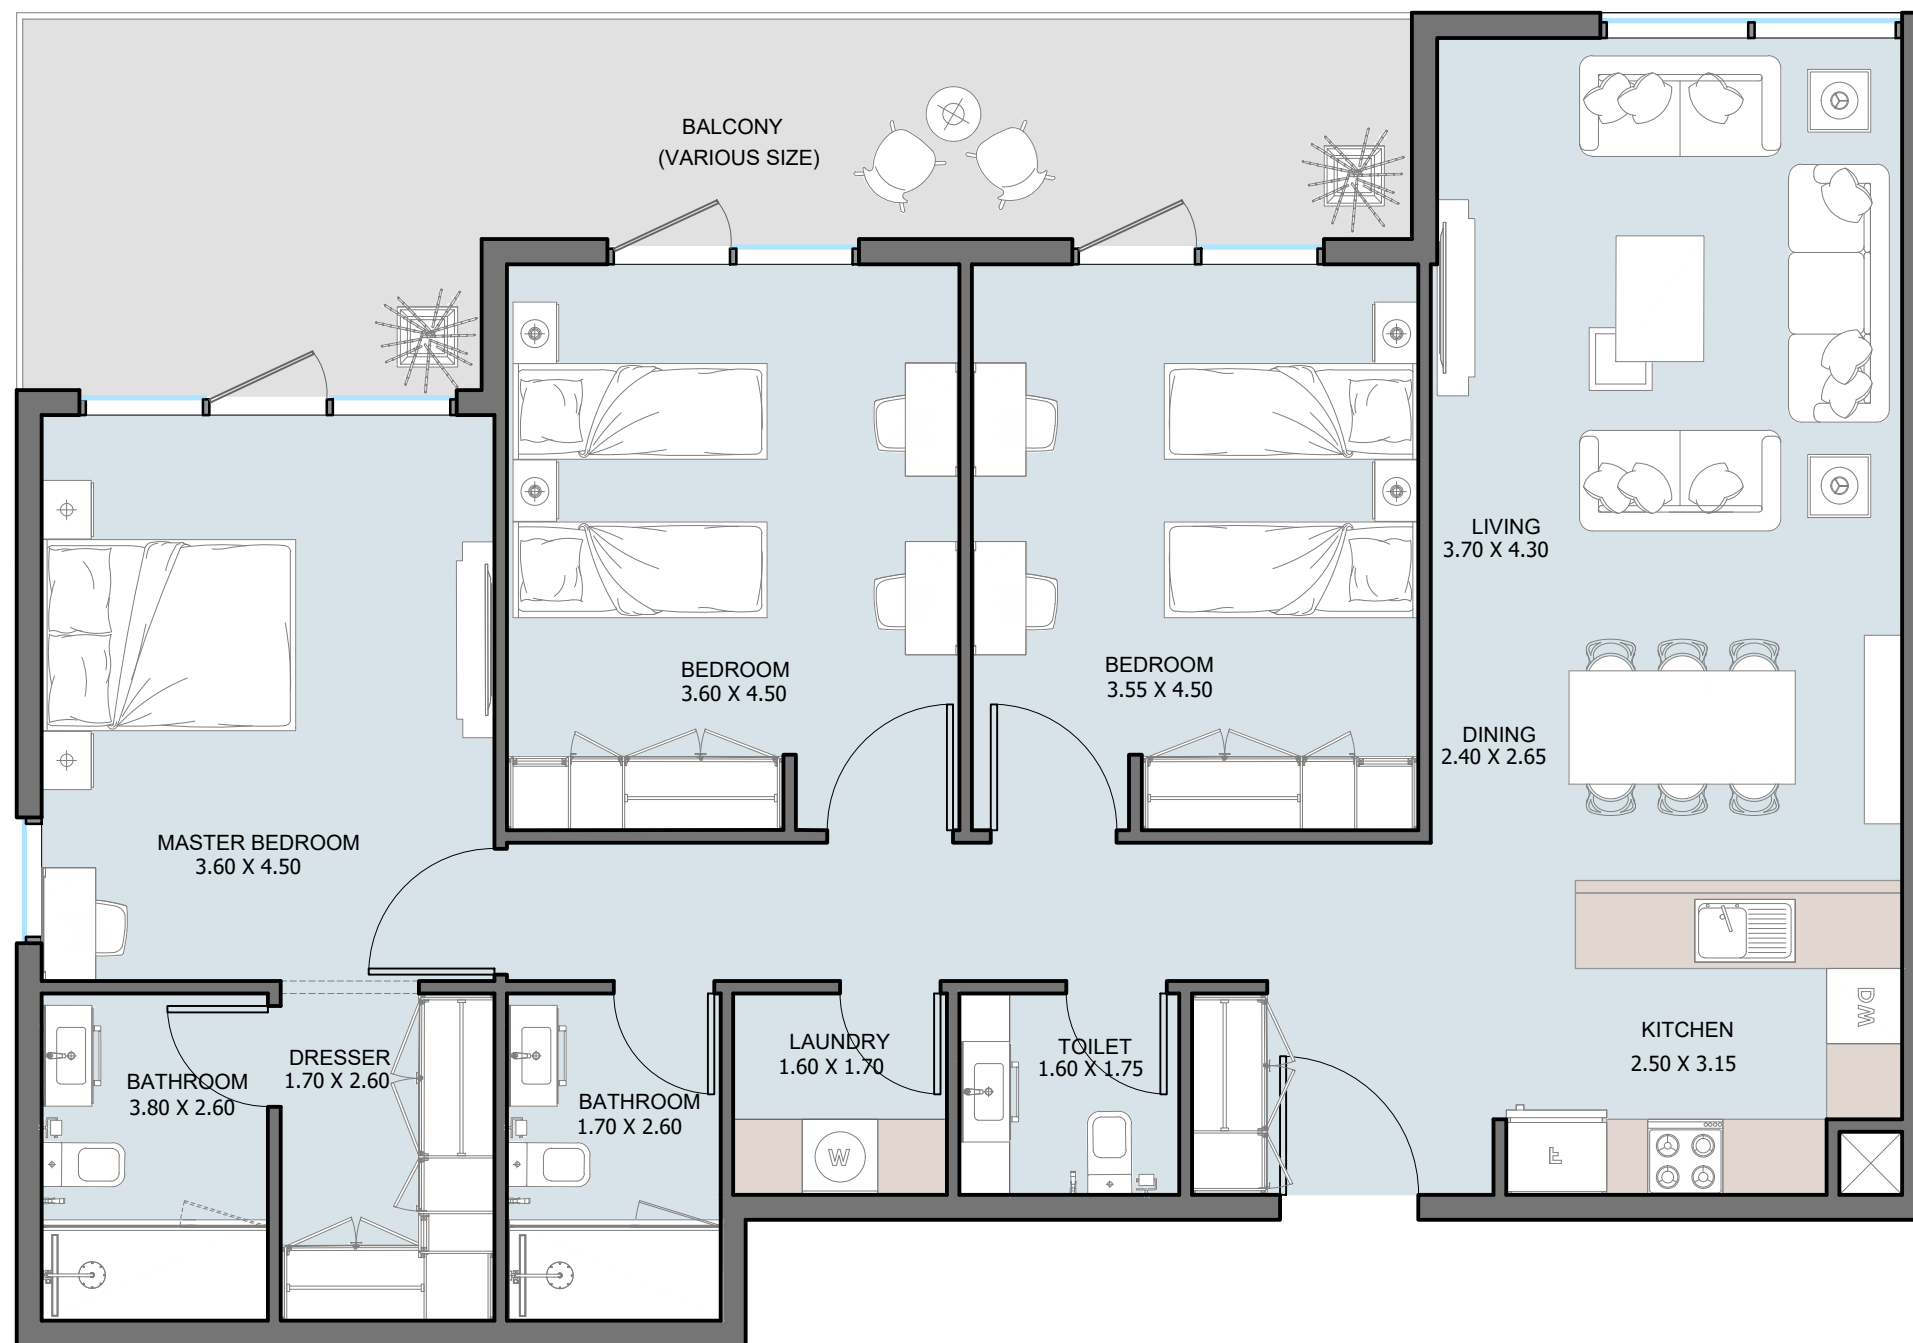 BALCONY
(VARIOUS SIZE)
LIVING
3.70 X 4.30
BEDROOM
3.60 X 4.50
BEDROOM
3.55 X 4.50
DINING
2.40 X 2.65
MASTER BEDROOM
3.60 X 4.50
DRESSER
1.70 X 2.60
BATHROOM
3.80 X 2.60
BATHROOM
1.70 X 2.60
LAUNDRY
1.60 X 1.70
W
TOILET
1.60 X 1.75
KITCHEN
2.50 X 3.15
D/W
F